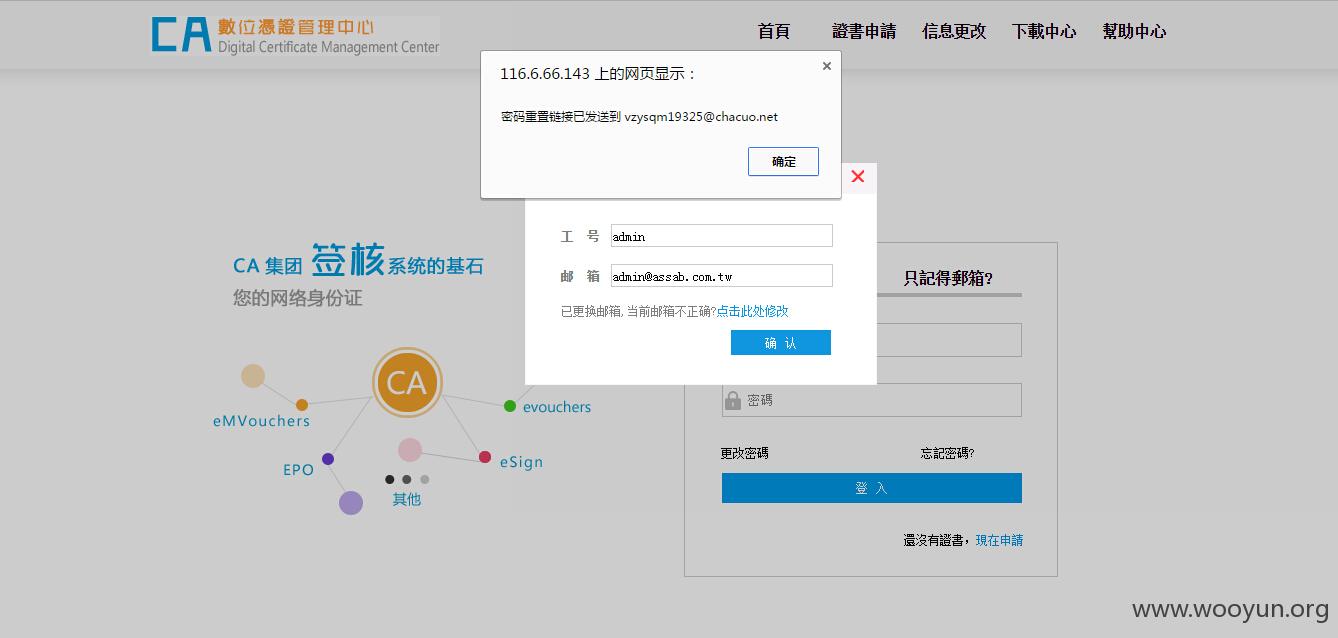 CA 數位憑證管理中心
Digital Certificate Management Center
首頁 證書申請 信息更改 下載中心 幫助中心
116.6.66.143 上的网页显示：
密码重置链接已发送到 vzysqm19325@chacuo.net
确定
工 号 admin
邮 箱 admin@assab.com.tw
已更换邮箱, 当前邮箱不正确?点击此处修改
确 认
CA 集团 签核系统的基石
您的网络身份证
CA
eMVouchers
evouchers
EPO
eSign
其他
只記得郵箱?
密碼
更改密碼 忘記密碼?
登 入
還沒有證書，現在申請
www.wooyun.org